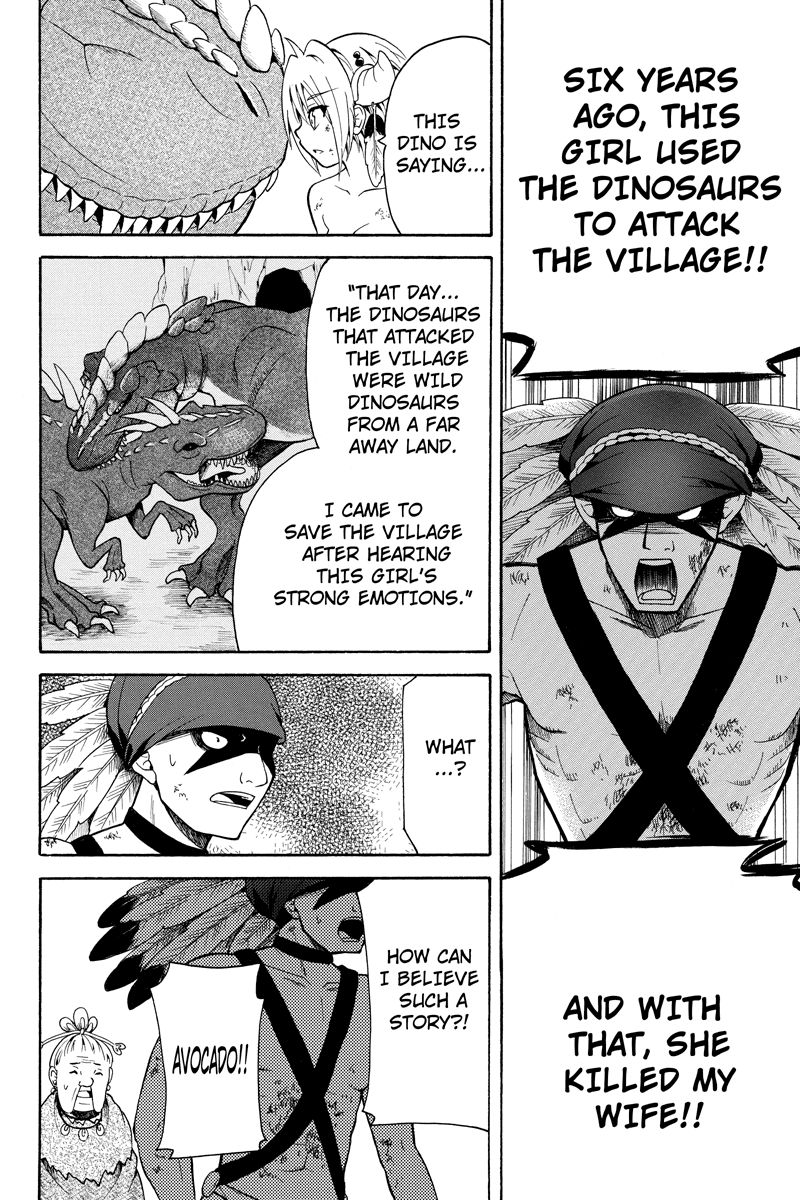 SIX YEARS
AGO, THIS
GIRL USED
THE DINOSAURS
TO ATTACK
THE VILLAGE!!
AND WITH
THAT, SHE
KILLED MY
WIFE!!
THIS
DINO IS
SAYING...
"THAT DAY...
THE DINOSAURS
THAT ATTACKED
THE VILLAGE
WERE WILD
DINOSAURS
FROM A FAR
AWAY LAND.
I CAME TO
SAVE THE VILLAGE
AFTER HEARING
THIS GIRL'S
STRONG EMOTIONS."
WHAT
...?
HOW CAN
I BELIEVE
SUCH A
STORY?!
AVOCADO!!